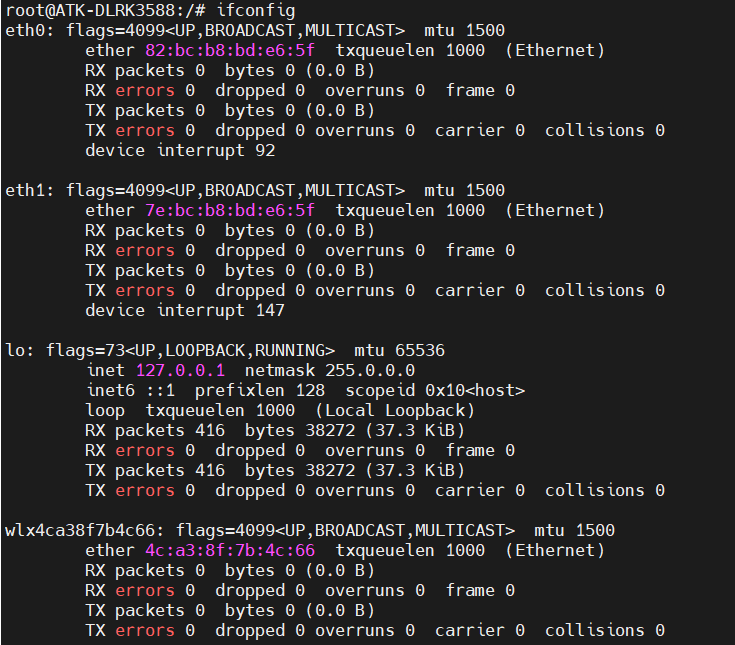 root@ATK-DLRK3588:/# ifconfig
eth0: flags=4099<UP,BROADCAST,MULTICAST>  mtu 1500
        ether 82:bc:b8:bd:e6:5f  txqueuelen 1000  (Ethernet)
        RX packets 0  bytes 0 (0.0 B)
        RX errors 0  dropped 0  overruns 0  frame 0
        TX packets 0  bytes 0 (0.0 B)
        TX errors 0  dropped 0 overruns 0  carrier 0  collisions 0
        device interrupt 92

eth1: flags=4099<UP,BROADCAST,MULTICAST>  mtu 1500
        ether 7e:bc:b8:bd:e6:5f  txqueuelen 1000  (Ethernet)
        RX packets 0  bytes 0 (0.0 B)
        RX errors 0  dropped 0  overruns 0  frame 0
        TX packets 0  bytes 0 (0.0 B)
        TX errors 0  dropped 0 overruns 0  carrier 0  collisions 0
        device interrupt 147

lo: flags=73<UP,LOOPBACK,RUNNING>  mtu 65536
        inet 127.0.0.1  netmask 255.0.0.0
        inet6 ::1  prefixlen 128  scopeid 0x10<host>
        loop  txqueuelen 1000  (Local Loopback)
        RX packets 416  bytes 38272 (37.3 KiB)
        RX errors 0  dropped 0  overruns 0  frame 0
        TX packets 416  bytes 38272 (37.3 KiB)
        TX errors 0  dropped 0 overruns 0  carrier 0  collisions 0

wlx4ca38f7b4c66: flags=4099<UP,BROADCAST,MULTICAST>  mtu 1500
        ether 4c:a3:8f:7b:4c:66  txqueuelen 1000  (Ethernet)
        RX packets 0  bytes 0 (0.0 B)
        RX errors 0  dropped 0  overruns 0  frame 0
        TX packets 0  bytes 0 (0.0 B)
        TX errors 0  dropped 0 overruns 0  carrier 0  collisions 0